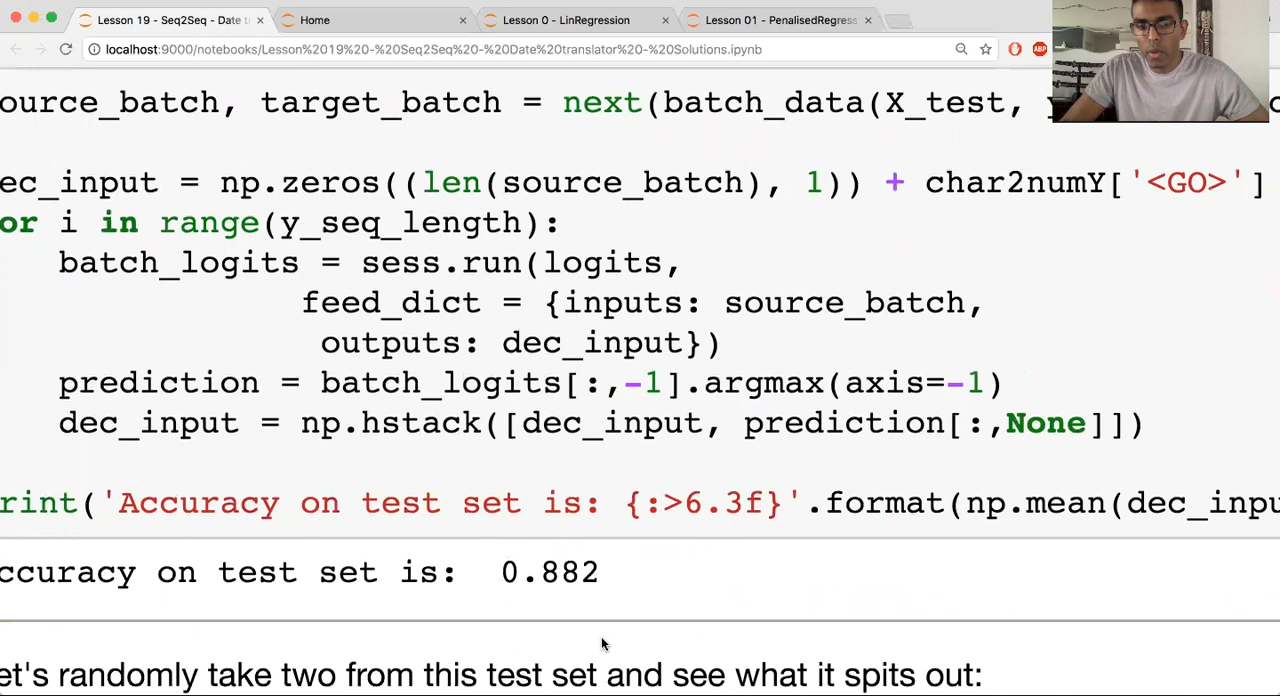 Lesson 19 - Seq2Seq - Date t
Home
Lesson 0 - LinRegression
Lesson 01 - PenalisedRegress
localhost:9000/notebooks/Lesson%2019%20-%20Seq2Seq%20-%20Date%20translator%20-%20Solutions.ipynb
ABP
ource_batch, target_batch = next(batch_data(X_test,
ec_input = np.zeros((len(source_batch), 1)) + char2numY['<GO>']
or i in range(y_seq_length):
batch_logits = sess.run(logits,
feed_dict = {inputs: source_batch,
outputs: dec_input})
prediction = batch_logits[:,-1].argmax(axis=-1)
dec_input = np.hstack([dec_input, prediction[:,None]])
rint('Accuracy on test set is: {:>6.3f}'.format(np.mean(dec_inpu
ccuracy on test set is: 0.882
et's randomly take two from this test set and see what it spits out: